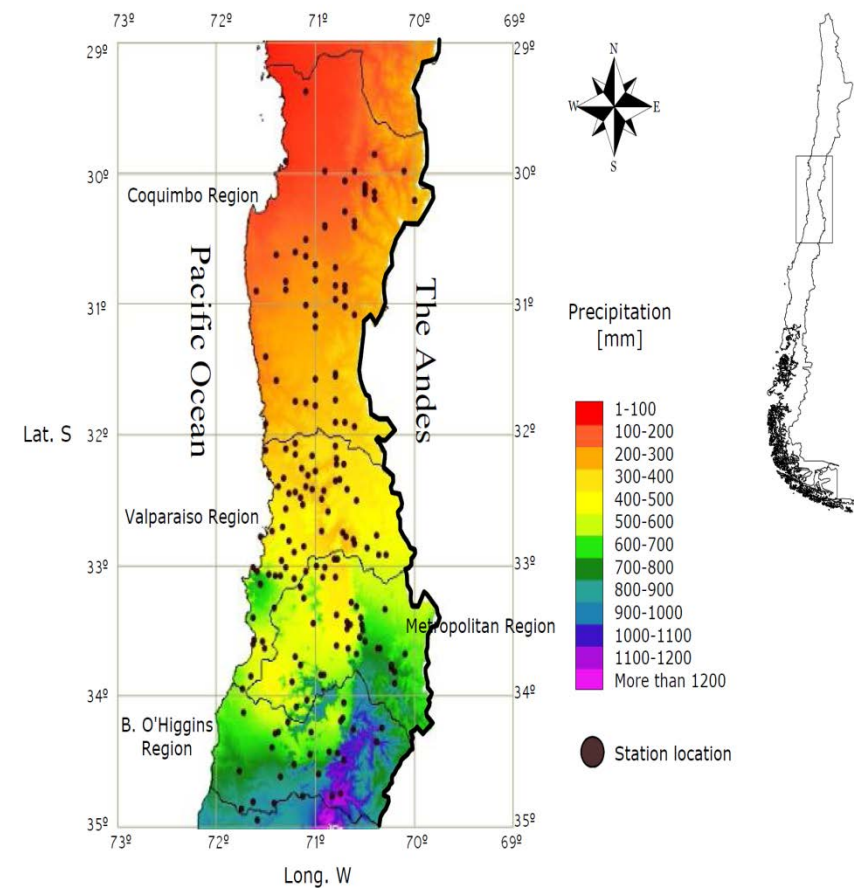 73º 72º 71º 70º 69º
29º 29º
N
W E
S
30º 30º
Coquimbo Region
Pacific Ocean
The Andes
31º 31º
Precipitation
[mm]
1-100
100-200
200-300
300-400
400-500
500-600
600-700
700-800
800-900
900-1000
1000-1100
1100-1200
More than 1200
Lat. S
32º 32º
Valparaiso Region
33º 33º
Metropolitan Region
34º 34º
B. O'Higgins
Region
Station location
35º 35º
73º 72º 71º 70º 69º
Long. W